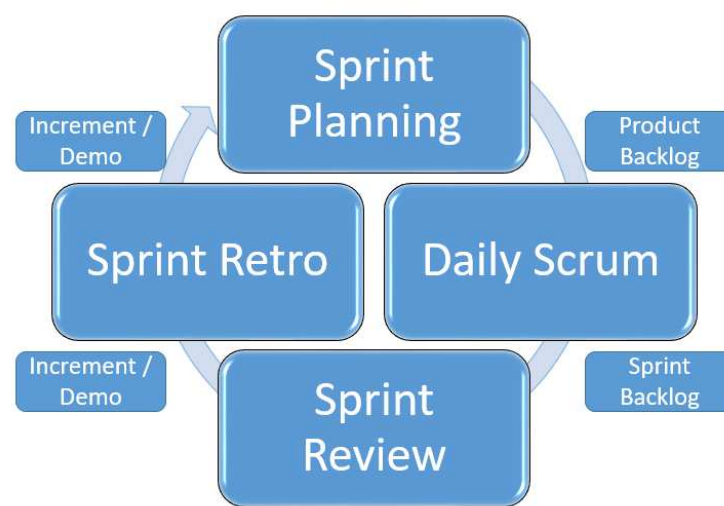 Sprint
Planning
Increment /
Demo
Product
Backlog
Sprint Retro
Daily Scrum
Increment /
Demo
Sprint
Backlog
Sprint
Review